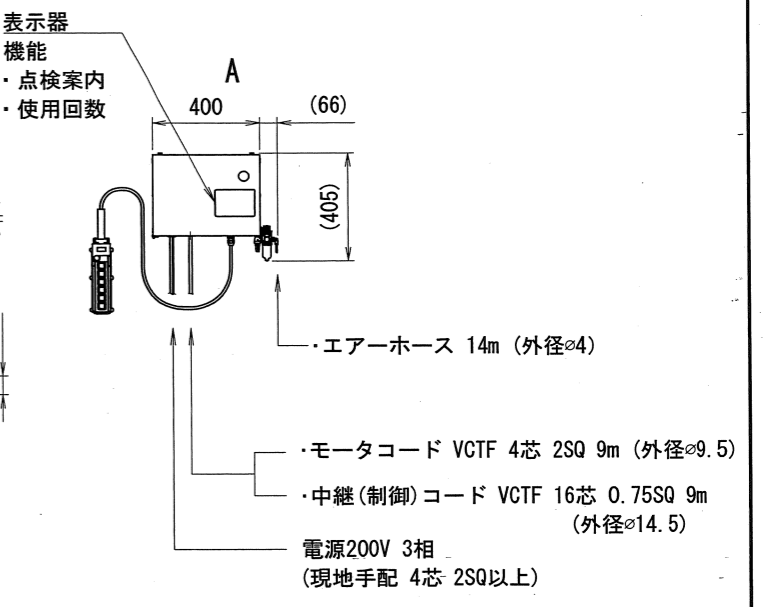 表示器
機能
・点検案内
・使用回数
A
400
(66)
(405)
・エアーホース 14m (外径⌀4)
・モータコード VCTF 4芯 2SQ 9m (外径⌀9.5)
・中継(制御)コード VCTF 16芯 0.75SQ 9m
(外径⌀14.5)
電源200V 3相
(現地手配 4芯 2SQ以上)